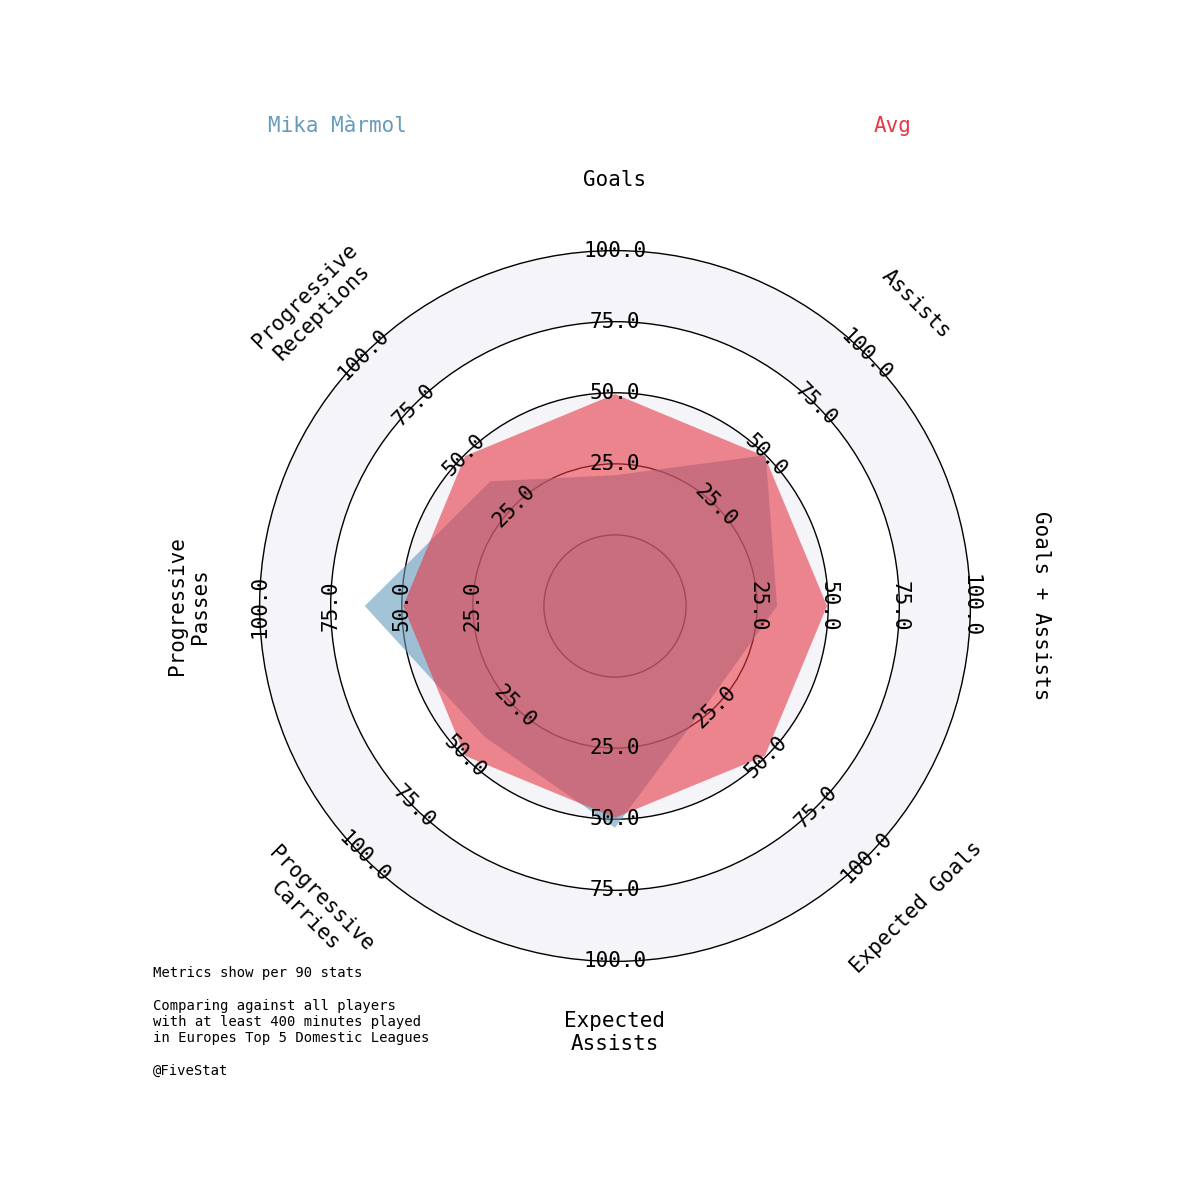 Mika Màrmol
Avg
Goals
Assists
Goals + Assists
Expected Goals
Expected
Assists
Progressive
Carries
Progressive
Passes
Progressive
Receptions
25.0
50.0
75.0
100.0
25.0
50.0
75.0
100.0
25.0
50.0
75.0
100.0
25.0
50.0
75.0
100.0
25.0
50.0
75.0
100.0
25.0
50.0
75.0
100.0
25.0
50.0
75.0
100.0
25.0
50.0
75.0
100.0
Metrics show per 90 stats
Comparing against all players
with at least 400 minutes played
in Europes Top 5 Domestic Leagues
@FiveStat